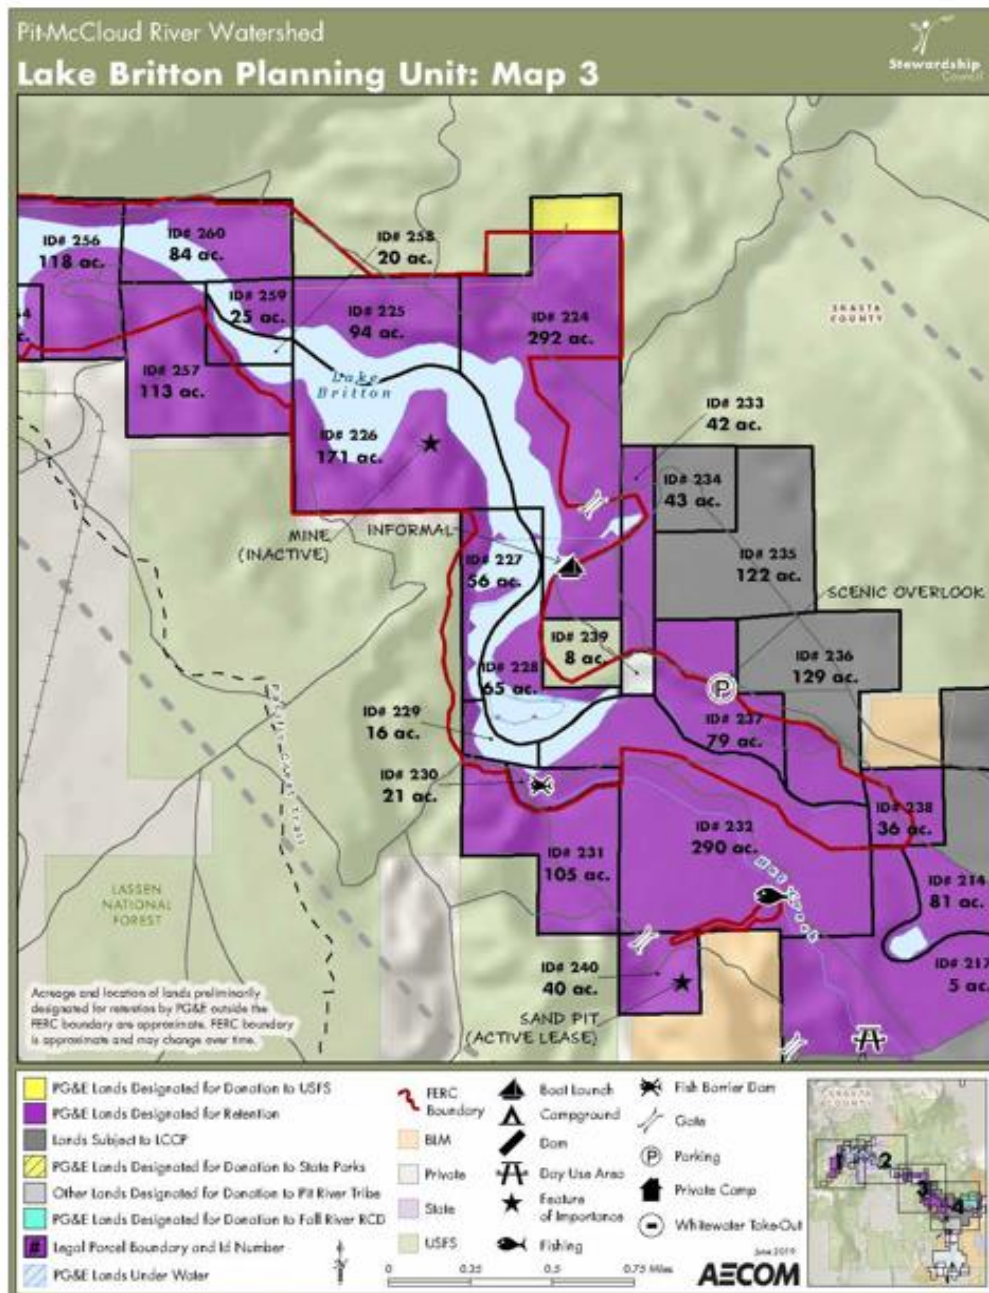 Pit-McCloud River Watershed
Lake Britton Planning Unit: Map 3
Stewardship
Council
ID# 256
118 ac.
ID# 260
84 ac.
ID# 258
20 ac.
ID# 259
25 ac.
ID# 225
94 ac.
ID# 224
292 ac.
SHASTA
COUNTY
ID# 257
113 ac.
Lake
Britton
ID# 226
171 ac.
ID# 233
42 ac.
ID# 234
43 ac.
MINE
(INACTIVE)
INFORMAL
ID# 227
56 ac.
ID# 235
122 ac.
SCENIC OVERLOOK
ID# 239
8 ac.
ID# 236
129 ac.
ID# 228
65 ac.
ID# 229
16 ac.
ID# 237
79 ac.
ID# 230
21 ac.
Pacific Crest Trail
ID# 238
36 ac.
ID# 232
290 ac.
ID# 231
105 ac.
Hat Creek
ID# 214
81 ac.
LASSEN
NATIONAL
FOREST
ID# 217
5 ac.
ID# 240
40 ac.
SAND PIT
(ACTIVE LEASE)
Acreage and location of lands preliminarily
designated for retention by PG&E outside the
FERC boundary are approximate. FERC boundary
is approximate and may change over time.
PG&E Lands Designated for Donation to USFS
PG&E Lands Designated for Retention
Lands Subject to LCCP
PG&E Lands Designated for Donation to State Parks
Other Lands Designated for Donation to Pit River Tribe
PG&E Lands Designated for Donation to Fall River RCD
# Legal Parcel Boundary and Id Number
PG&E Lands Under Water
FERC
Boundary
BLM
Private
State
USFS
Boat Launch
Campground
Dam
Day Use Area
Feature
of Importance
Fishing
Fish Barrier Dam
Gate
P Parking
Private Camp
Whitewater Take-Out
0 0.25 0.5 0.75 Miles
June 2019
AECOM
SHASTA
COUNTY
1
2
3
4